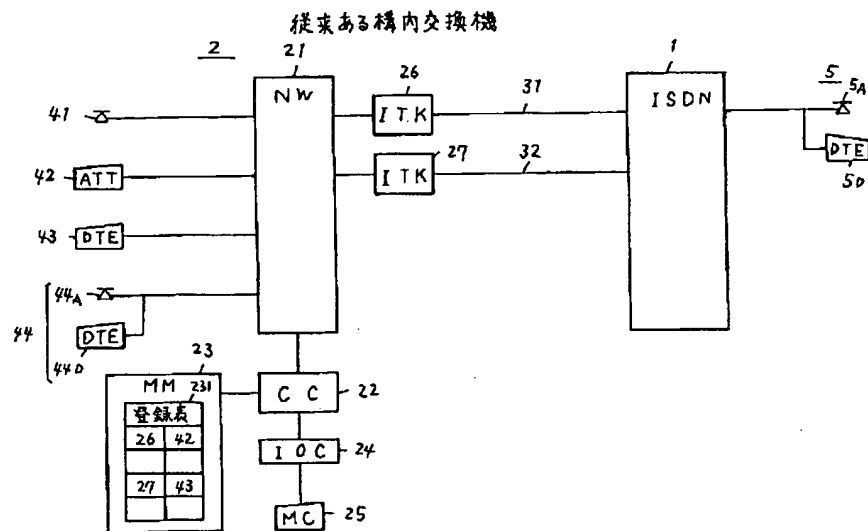 従来ある構内交換機
2
21
NW
26
ITK
31
1
ISDN
5
5A
DTE
5D
41
42
ATT
27
ITK
32
43
DTE
44
44A
DTE
44D
23
MM
231
登録表
26 42
27 43
CC
22
IOC
24
MC
25